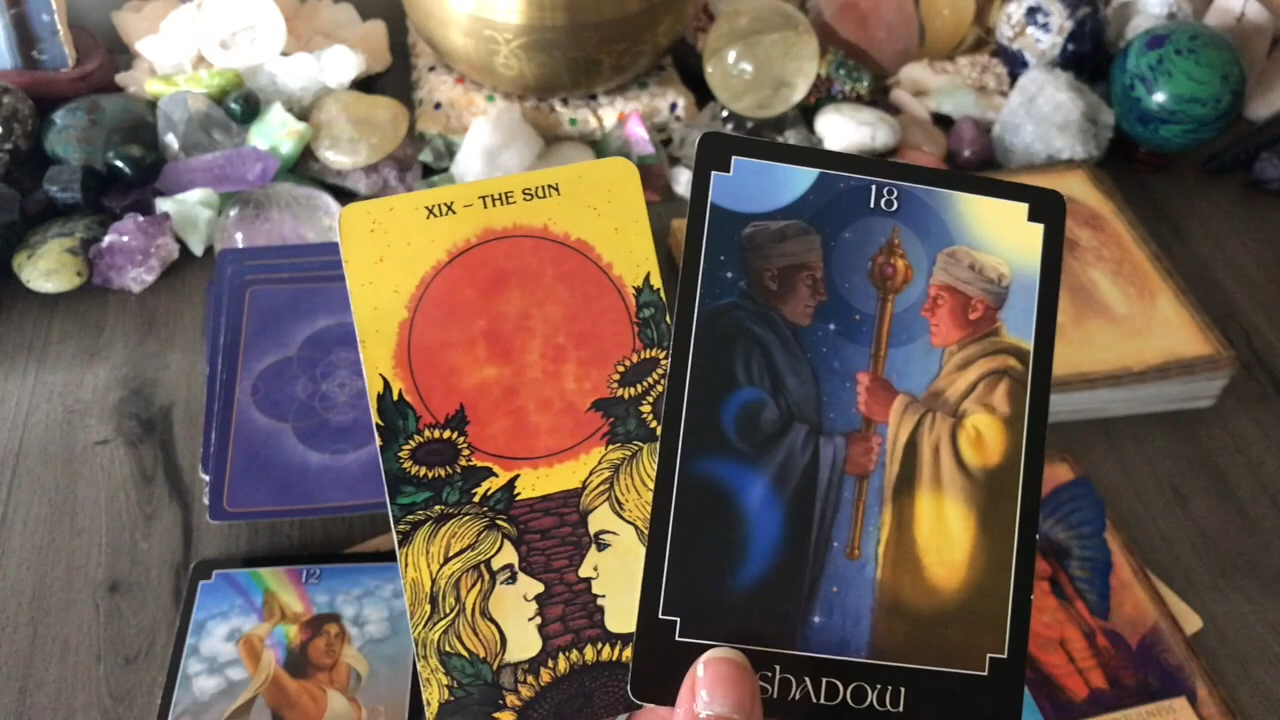 XIX – THE SUN
18
SHADOW
12